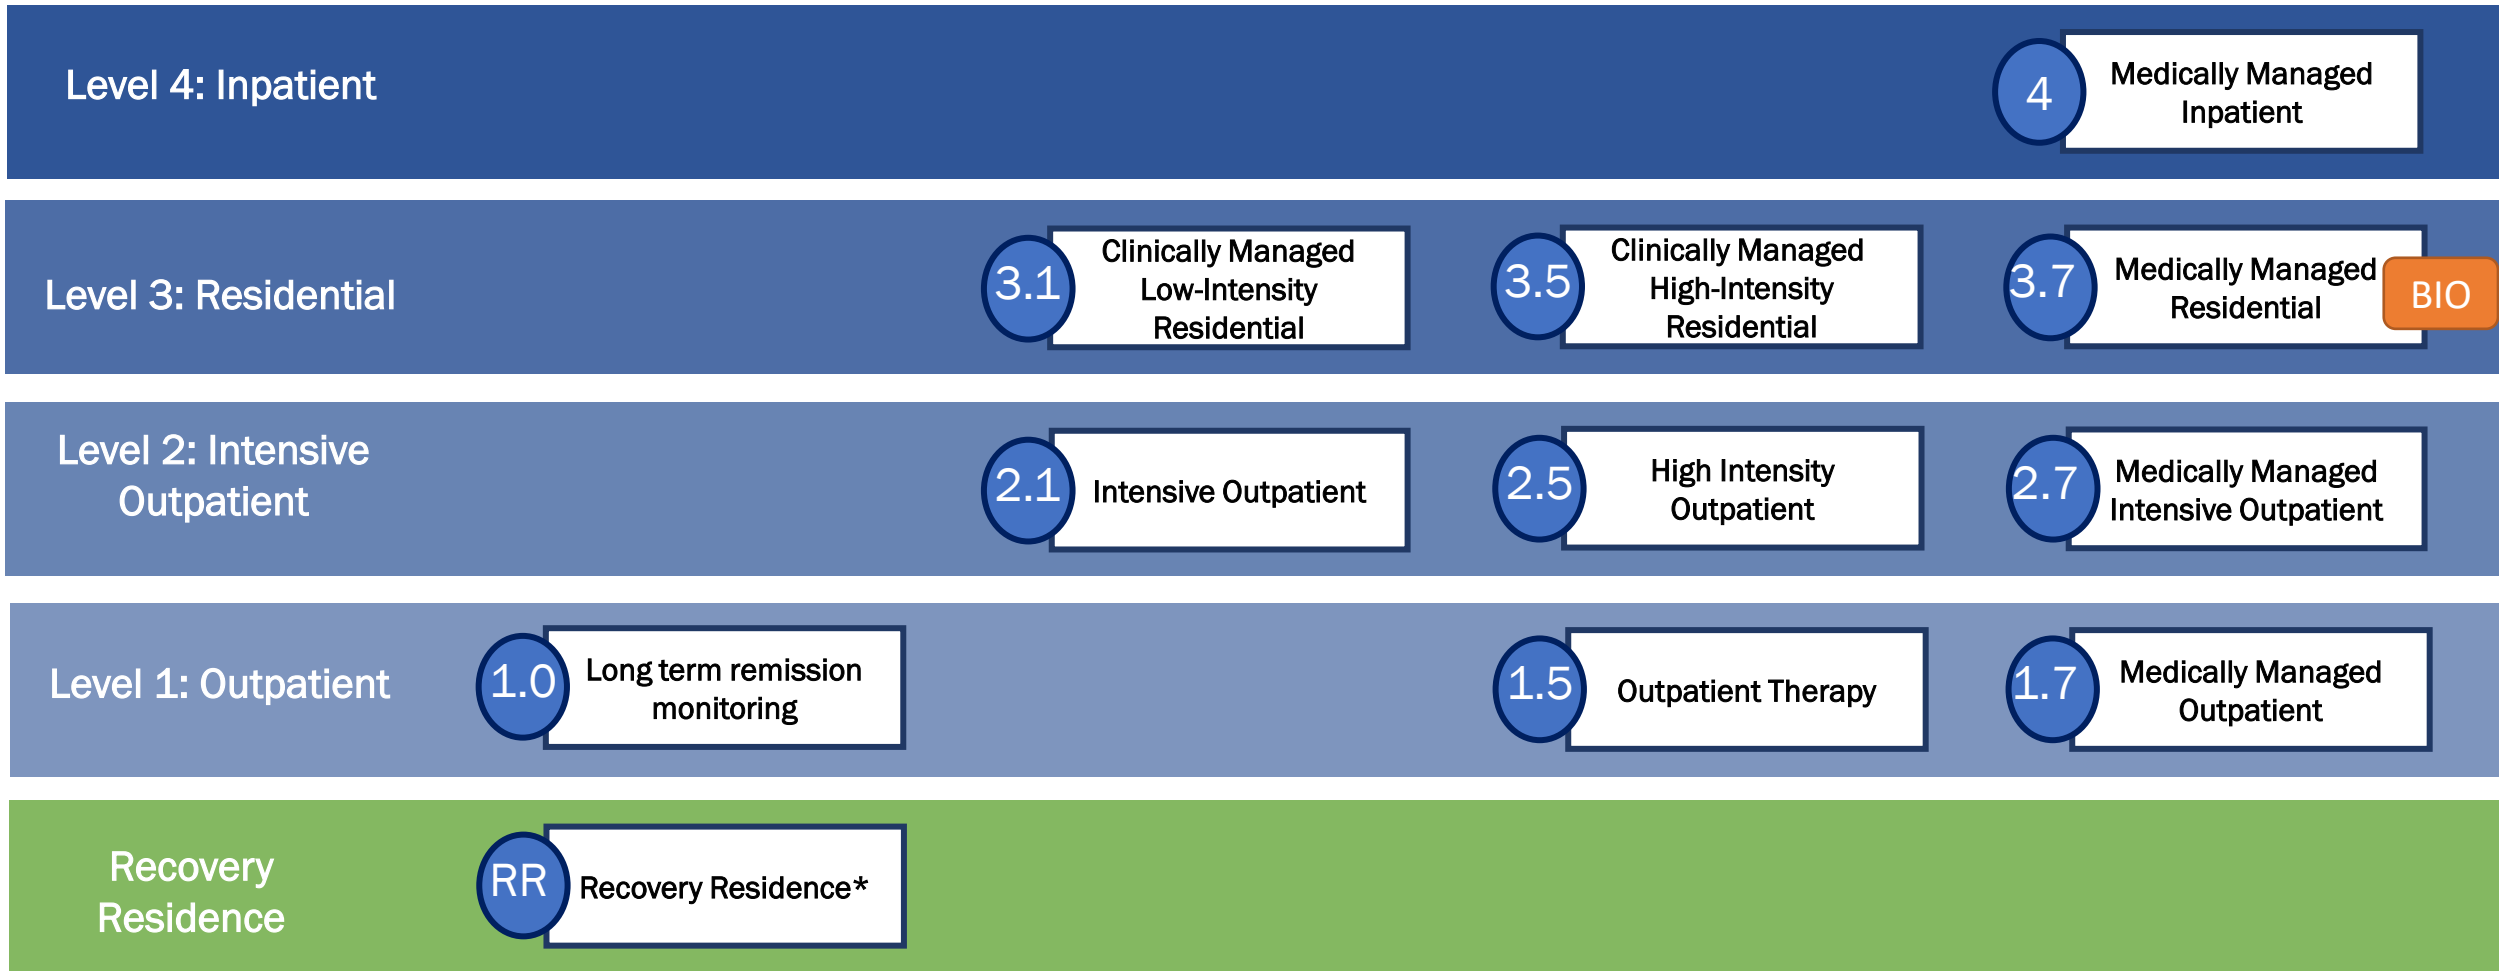 Level 4: Inpatient
4
Medically Managed
Inpatient
Level 3: Residential
3.1
Clinically Managed
Low-Intensity
Residential
3.5
Clinically Managed
High-Intensity
Residential
3.7
Medically Managed
Residential
BIO
Level 2: Intensive
Outpatient
2.1
Intensive Outpatient
2.5
High Intensity
Outpatient
2.7
Medically Managed
Intensive Outpatient
Level 1: Outpatient
1.0
Long term remission
monitoring
1.5
Outpatient Therapy
1.7
Medically Managed
Outpatient
Recovery
Residence
RR
Recovery Residence*